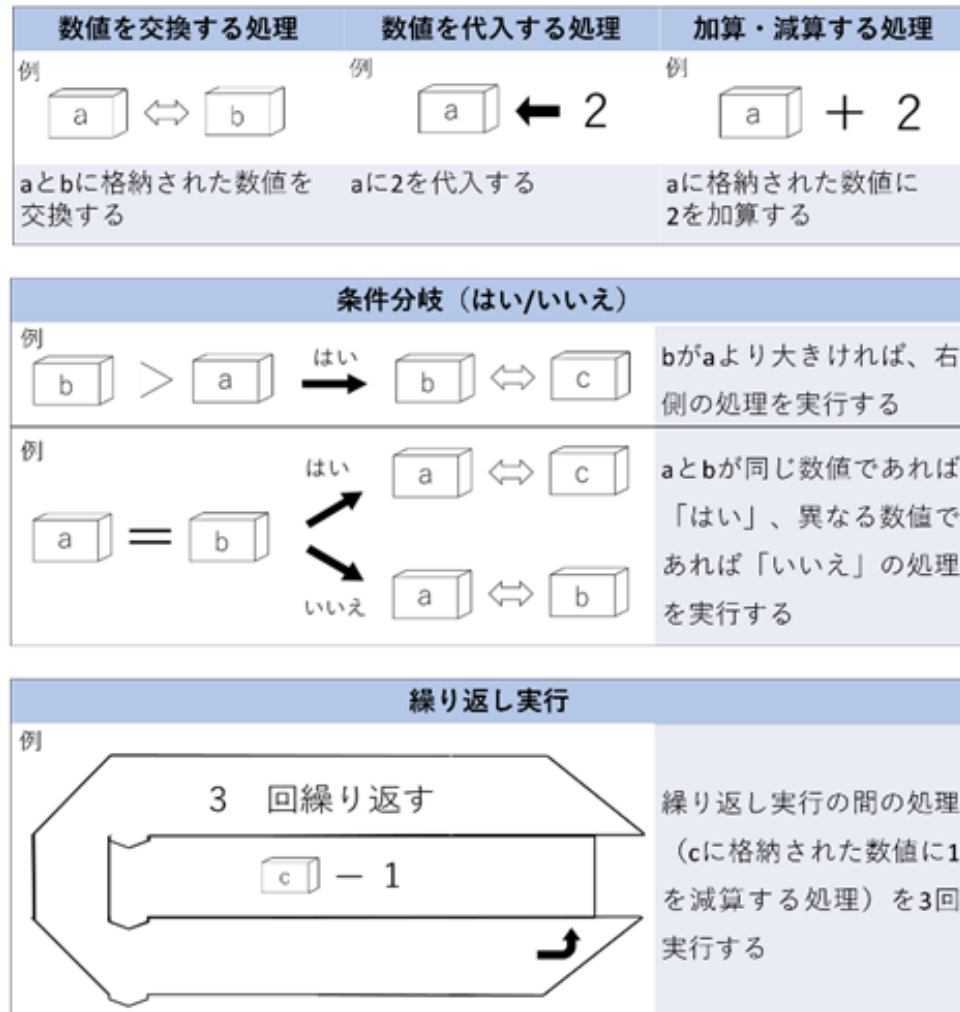 数値を交換する処理 数値を代入する処理 加算・減算する処理
例 例 例
a ⇔ b a ← 2 a + 2
aとbに格納された数値を aに2を代入する aに格納された数値に
交換する 2を加算する
条件分岐（はい/いいえ）
例
b > a はい b ⇔ c
bがaより大きければ、右
側の処理を実行する
例
はい a ⇔ c
a = b
いいえ a ⇔ b
aとbが同じ数値であれば
「はい」、異なる数値で
あれば「いいえ」の処理
を実行する
繰り返し実行
例
3 回繰り返す
c − 1
繰り返し実行の間の処理
（cに格納された数値に1
を減算する処理）を3回
実行する